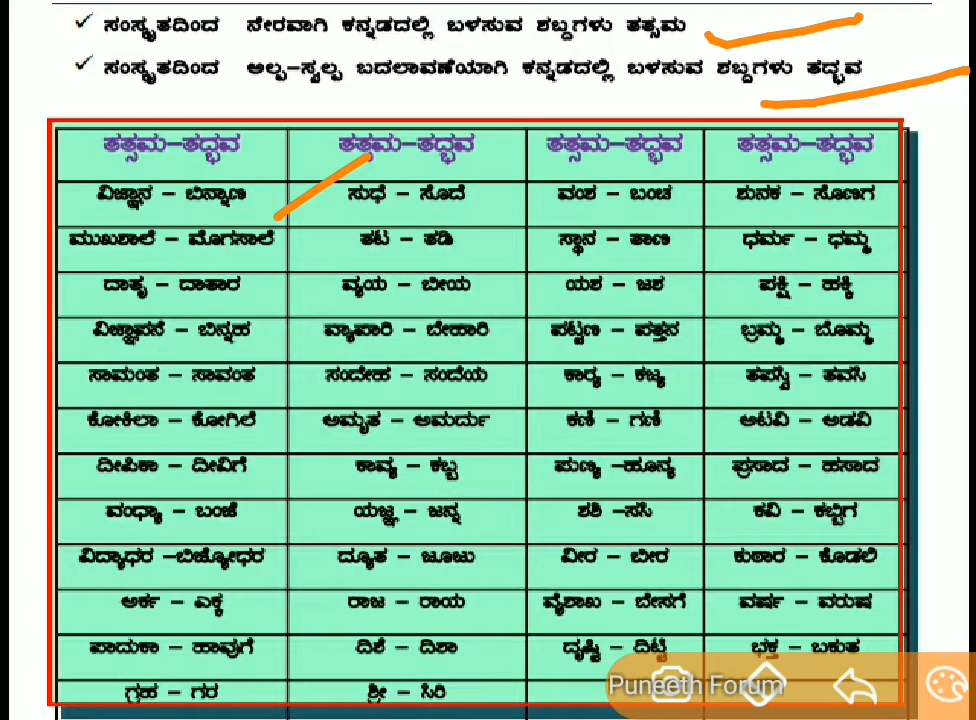 ✓ ಸಂಸ್ಕೃತದಿಂದ ನೇರವಾಗಿ ಕನ್ನಡದಲ್ಲಿ ಬಳಸುವ ಶಬ್ದಗಳು ತತ್ಸಮ
✓ ಸಂಸ್ಕೃತದಿಂದ ಅಲ್ಪ-ಸ್ವಲ್ಪ ಬದಲಾವಣೆಯಾಗಿ ಕನ್ನಡದಲ್ಲಿ ಬಳಸುವ ಶಬ್ದಗಳು ತದ್ಭವ
ತತ್ಸಮ-ತದ್ಭವ ತತ್ಸಮ-ತದ್ಭವ ತತ್ಸಮ-ತದ್ಭವ ತತ್ಸಮ-ತದ್ಭವ
ವಿಜ್ಞಾನ - ಬಿನ್ನಾಣ ಸುಧೆ - ಸೊದೆ ವಂಶ - ಬಂಚ ಶುನಕ - ಸೊಣಗ
ಮುಖಶಾಲೆ - ಮೊಗಸಾಲೆ ತಟ - ತಡಿ ಸ್ಥಾನ - ತಾಣ ಧರ್ಮ - ಧಮ್ಮ
ದಾತೃ - ದಾತಾರ ವ್ಯಯ - ಬೀಯ ಯಶ - ಜಶ ಪಕ್ಷಿ - ಹಕ್ಕಿ
ವಿಜ್ಞಾಪನೆ - ಬಿನ್ನಹ ವ್ಯಾಪಾರಿ - ಬೇಹಾರಿ ಪಟ್ಟಣ - ಪತ್ತನ ಬ್ರಮ್ಮ - ಬೊಮ್ಮ
ಸಾಮಂತ - ಸಾವಂತ ಸಂದೇಹ - ಸಂದೆಯ ಕಾರ್‍ಯ - ಕಜ್ಯ ತಪಸ್ವಿ - ತವಸಿ
ಕೋಕಿಲಾ - ಕೋಗಿಲೆ ಅಮೃತ - ಅಮರ್ದು ಕಣಿ - ಗಣಿ ಅಟವಿ - ಅಡವಿ
ದೀಪಿಕಾ - ದೀವಿಗೆ ಕಾವ್ಯ - ಕಬ್ಬ ಪುಣ್ಯ -ಹೂನ್ಯ ಪ್ರಸಾದ - ಹಸಾದ
ವಂಧ್ಯಾ - ಬಂಜೆ ಯಜ್ಞ - ಜನ್ನ ಶಶಿ -ಸಸಿ ಕವಿ - ಕಬ್ಬಿಗ
ವಿದ್ಯಾಧರ -ಬಿಜ್ಯೋಧರ ದ್ಯೂತ - ಜೂಜು ವೀರ - ಬೀರ ಕುಠಾರ - ಕೊಡಲಿ
ಅರ್ಕ - ಎಕ್ಕ ರಾಜ - ರಾಯ ವೈಶಾಖ - ಬೇಸಗೆ ವರ್ಷ - ವರುಷ
ಪಾದುಕಾ - ಹಾವುಗೆ ದಿಶೆ - ದಿಶಾ ದೃಷ್ಟಿ - ದಿಟ್ಟಿ ಭಕ್ತ - ಬಕುತ
ಗೃಹ - ಗರ ಶ್ರೀ - ಸಿರಿ Puneeth Forum